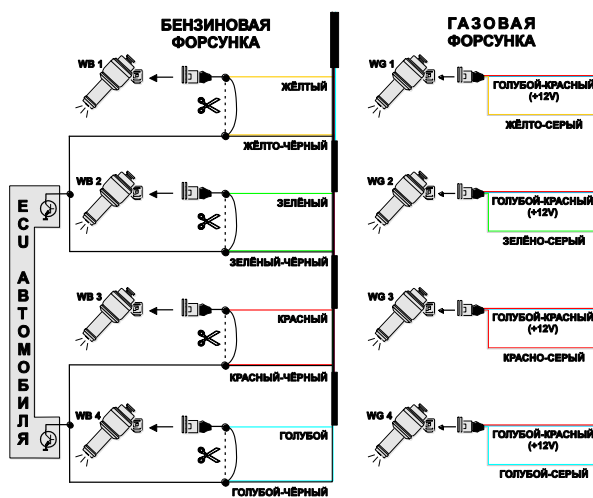 БЕНЗИНОВАЯ
ФОРСУНКА
ГАЗОВАЯ
ФОРСУНКА
WB 1
ЖЁЛТЫЙ
ЖЁЛТО-ЧЁРНЫЙ
WB 2
ЗЕЛЁНЫЙ
ЗЕЛЁНЫЙ-ЧЁРНЫЙ
WB 3
КРАСНЫЙ
КРАСНЫЙ-ЧЁРНЫЙ
WB 4
ГОЛУБОЙ
ГОЛУБОЙ-ЧЁРНЫЙ
ECU АВТОМОБИЛЯ
WG 1
ГОЛУБОЙ-КРАСНЫЙ
(+12V)
ЖЁЛТО-СЕРЫЙ
WG 2
ГОЛУБОЙ-КРАСНЫЙ
(+12V)
ЗЕЛЁНО-СЕРЫЙ
WG 3
ГОЛУБОЙ-КРАСНЫЙ
(+12V)
КРАСНО-СЕРЫЙ
WG 4
ГОЛУБОЙ-КРАСНЫЙ
(+12V)
ГОЛУБОЙ-СЕРЫЙ